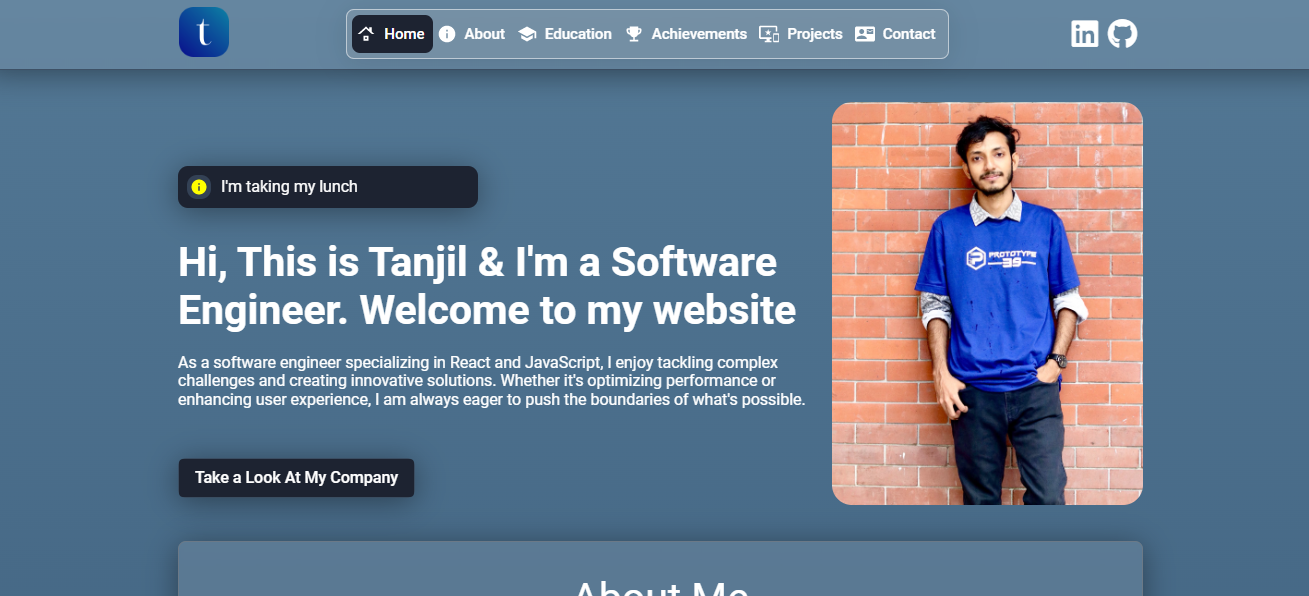 t
Home About Education Achievements Projects Contact
in
I'm taking my lunch
Hi, This is Tanjil & I'm a Software
Engineer. Welcome to my website
As a software engineer specializing in React and JavaScript, I enjoy tackling complex
challenges and creating innovative solutions. Whether it's optimizing performance or
enhancing user experience, I am always eager to push the boundaries of what's possible.
Take a Look At My Company
PROTOTYPE
39
About Me